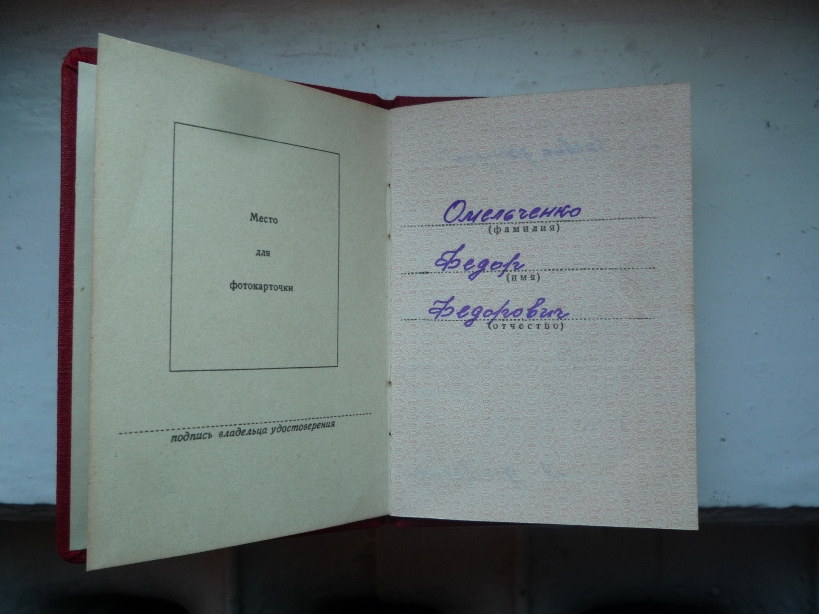 Место
для
фотокарточки
подпись владельца удостоверения
Омельченко
(фамилия)
Федор
(имя)
Федорович
(отчество)